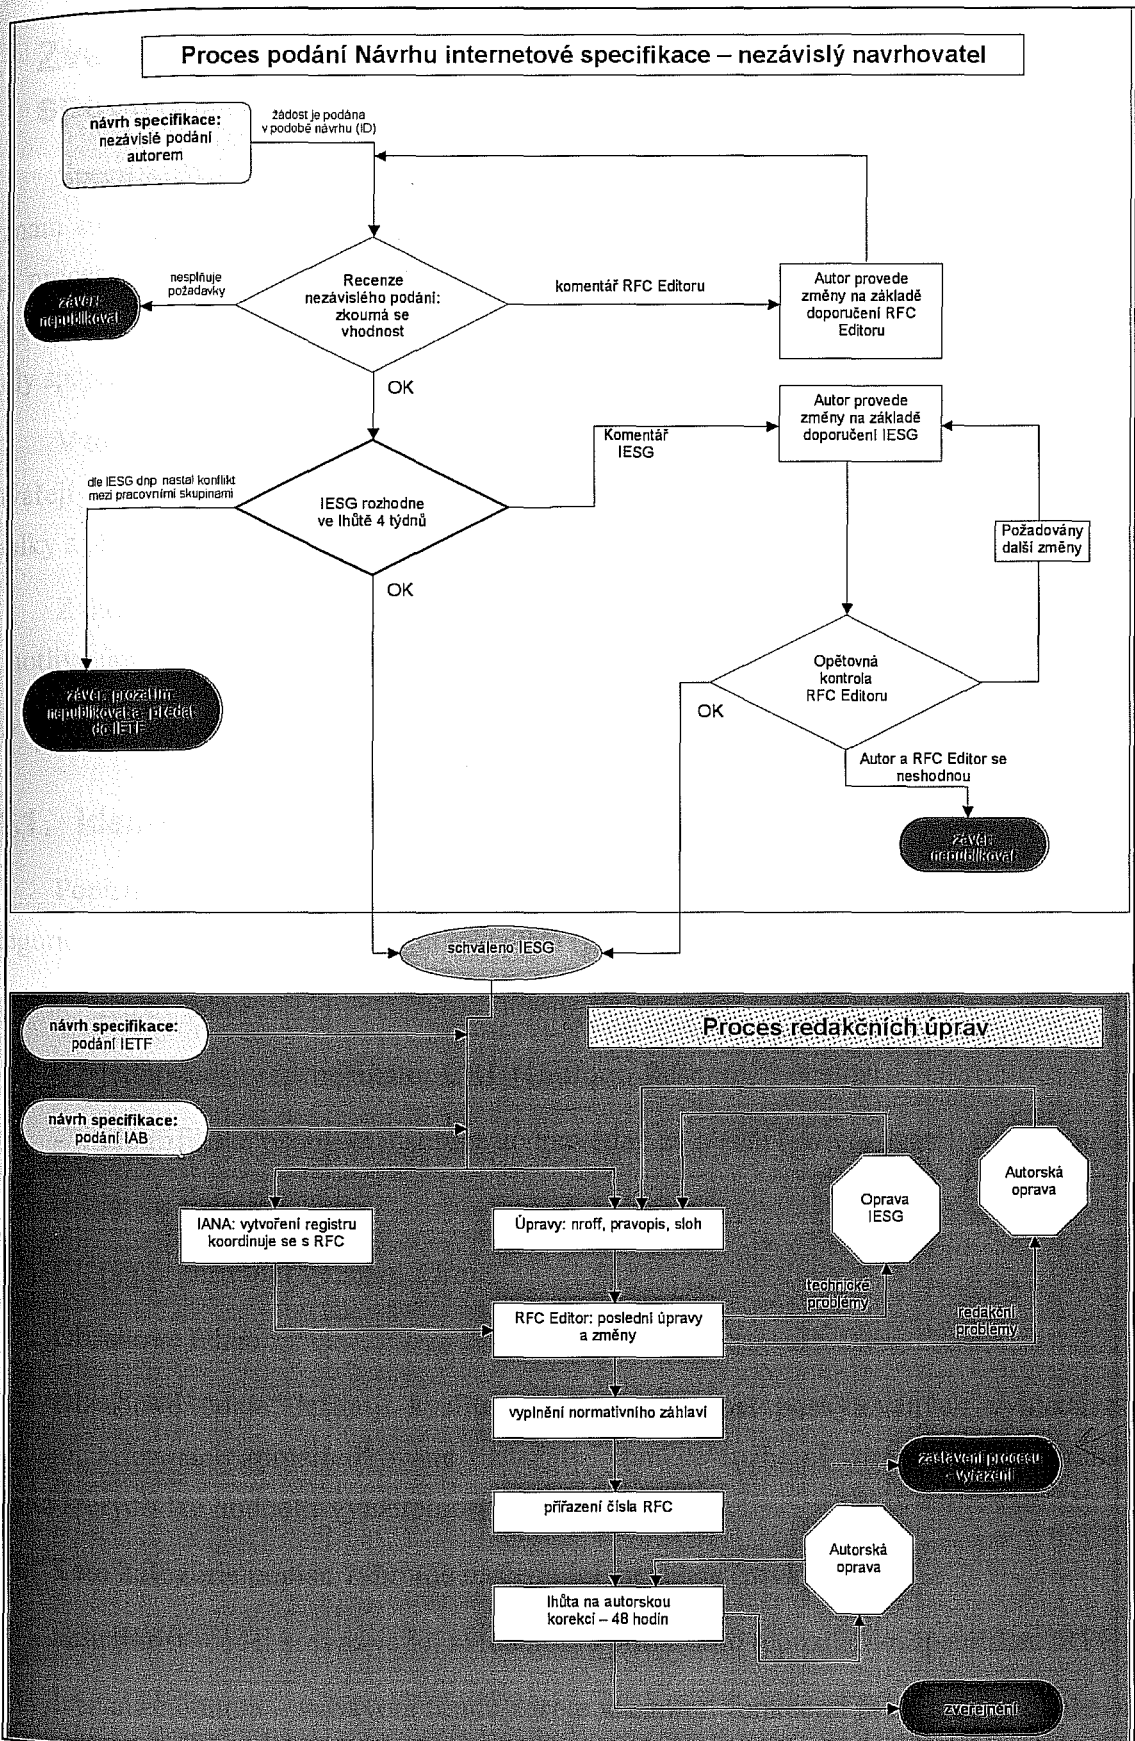 Proces podání Návrhu internetové specifikace – nezávislý navrhovatel
návrh specifikace:
nezávislé podání
autorem
žádost je podána
v podobě návrhu (ID)
nesplňuje
požadavky
závěr:
nepublikovat
Recenze
nezávislého podání:
zkoumá se
vhodnost
komentář RFC Editoru
Autor provede
změny na základě
doporučení RFC
Editoru
OK
Autor provede
změny na základě
doporučení IESG
Komentář
IESG
dle IESG dnp nastal konflikt
mezi pracovními skupinami
IESG rozhodne
ve lhůtě 4 týdnů
Požadovány
další změny
OK
závěr: prozatím
nepublikovat a předat
do IETF
Opětovná
kontrola
RFC Editoru
OK
Autor a RFC Editor se
neshodnou
závěr:
nepublikovat
schváleno IESG
návrh specifikace:
podání IETF
Proces redakčních úprav
návrh specifikace:
podání IAB
Oprava
IESG
Autorská
oprava
IANA: vytvoření registru
koordinuje se s RFC
Úpravy: nroff, pravopis, sloh
technické
problémy
redakční
problémy
RFC Editor: poslední úpravy
a změny
vyplnění normativního záhlaví
zastavení procesu
- vyřazení
přiřazení čísla RFC
Autorská
oprava
lhůta na autorskou
korekci – 48 hodin
zveřejnění